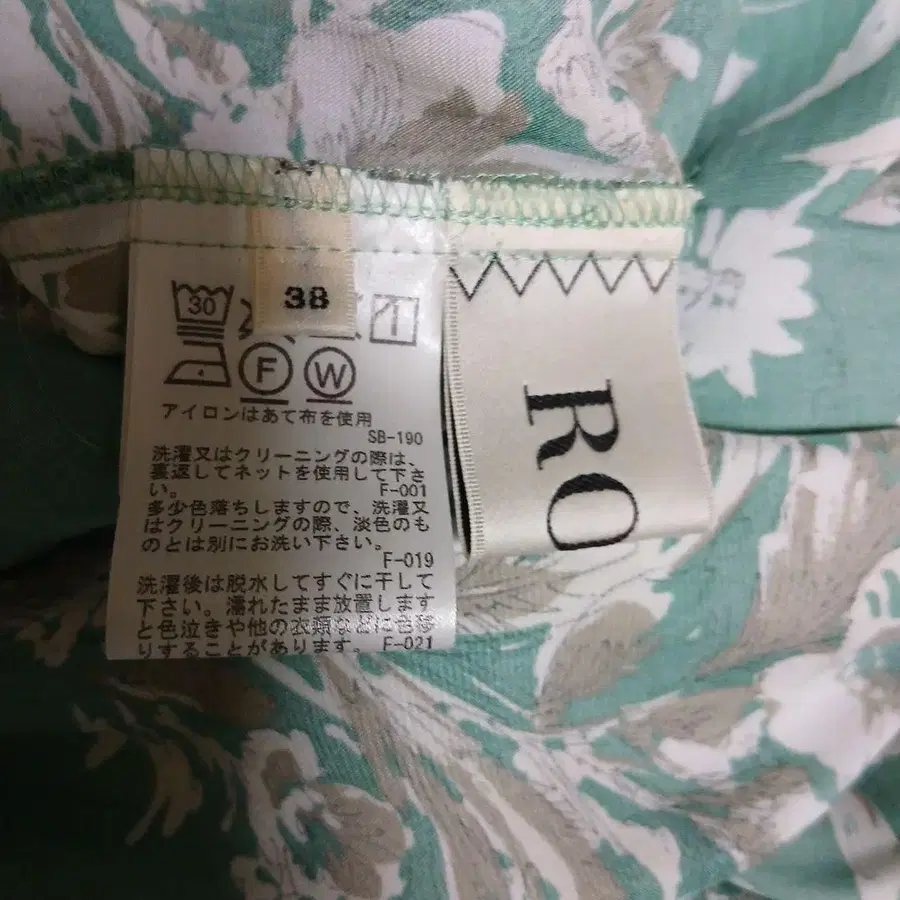 38
30
F W
アイロンはあて布を使用
SB-190
洗濯又はクリーニングの際は、
裏返してネットを使用して下さ
い。 F-001
多少色落ちしますので、洗濯又
はクリーニングの際、淡色のも
のとは別にお洗い下さい。
F-019
洗濯後は脱水してすぐに干して
下さい。濡れたまま放置します
と色泣きや他の衣類などに色移
りすることがあります。 F-021
RO